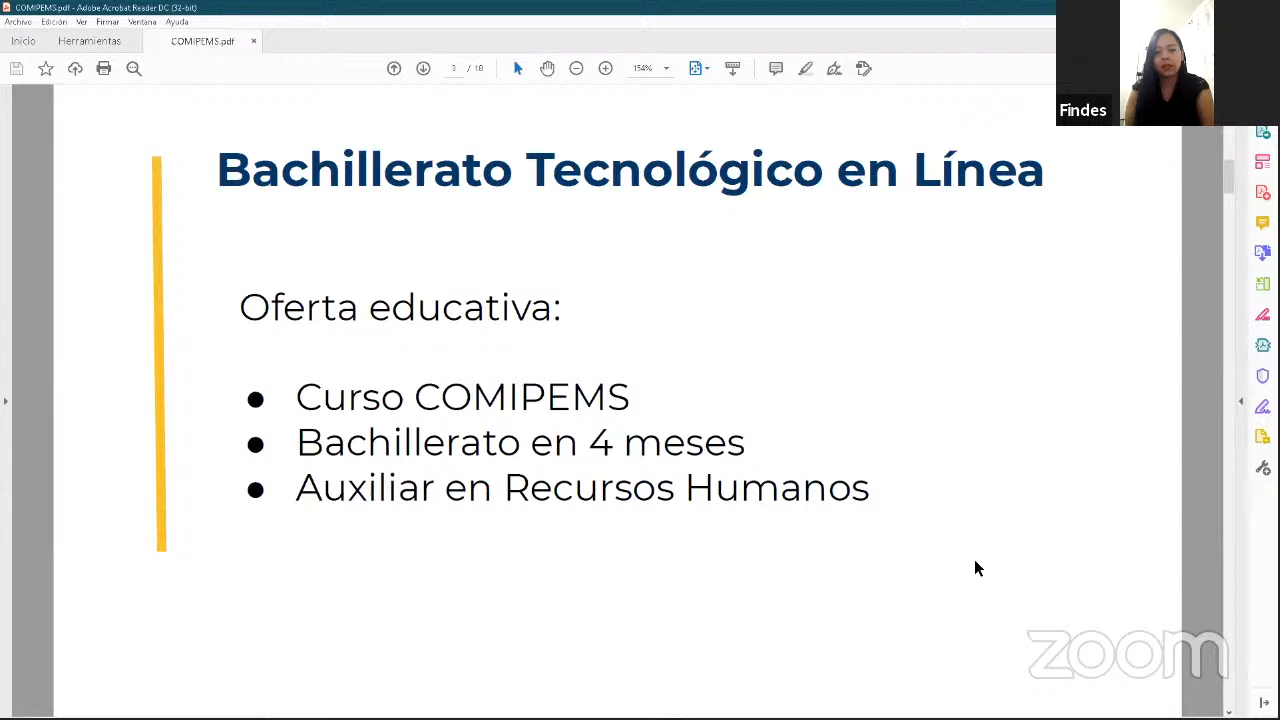 COMIPEMS.pdf - Adobe Acrobat Reader DC (32-bit)
Archivo Edición Ver Firmar Ventana Ayuda
Inicio Herramientas COMIPEMS.pdf ×
3 18 154%
Findes
Bachillerato Tecnológico en Línea
Oferta educativa:
● Curso COMIPEMS
● Bachillerato en 4 meses
● Auxiliar en Recursos Humanos
zoom